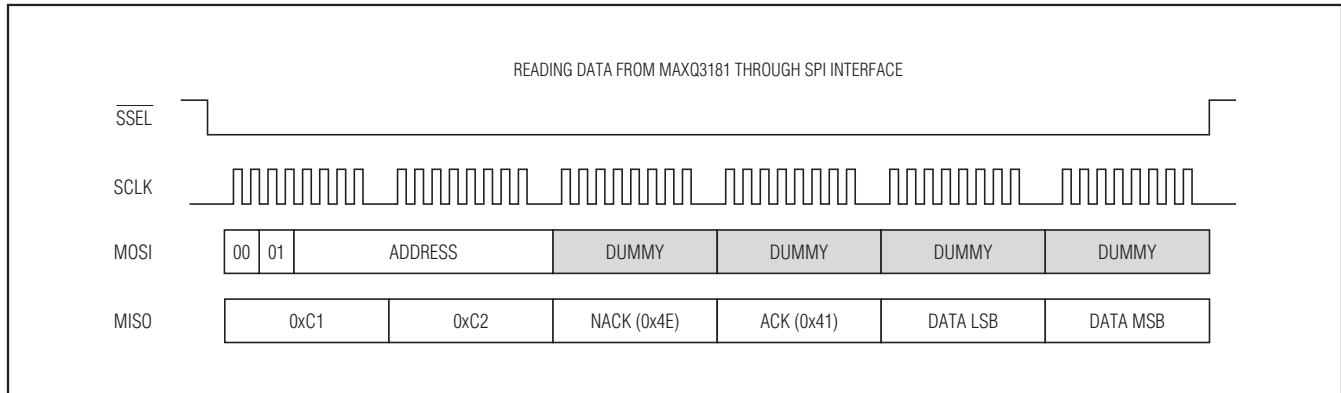 READING DATA FROM MAXQ3181 THROUGH SPI INTERFACE
SSEL
SCLK
MOSI 00 01 ADDRESS DUMMY DUMMY DUMMY DUMMY
MISO 0xC1 0xC2 NACK (0x4E) ACK (0x41) DATA LSB DATA MSB